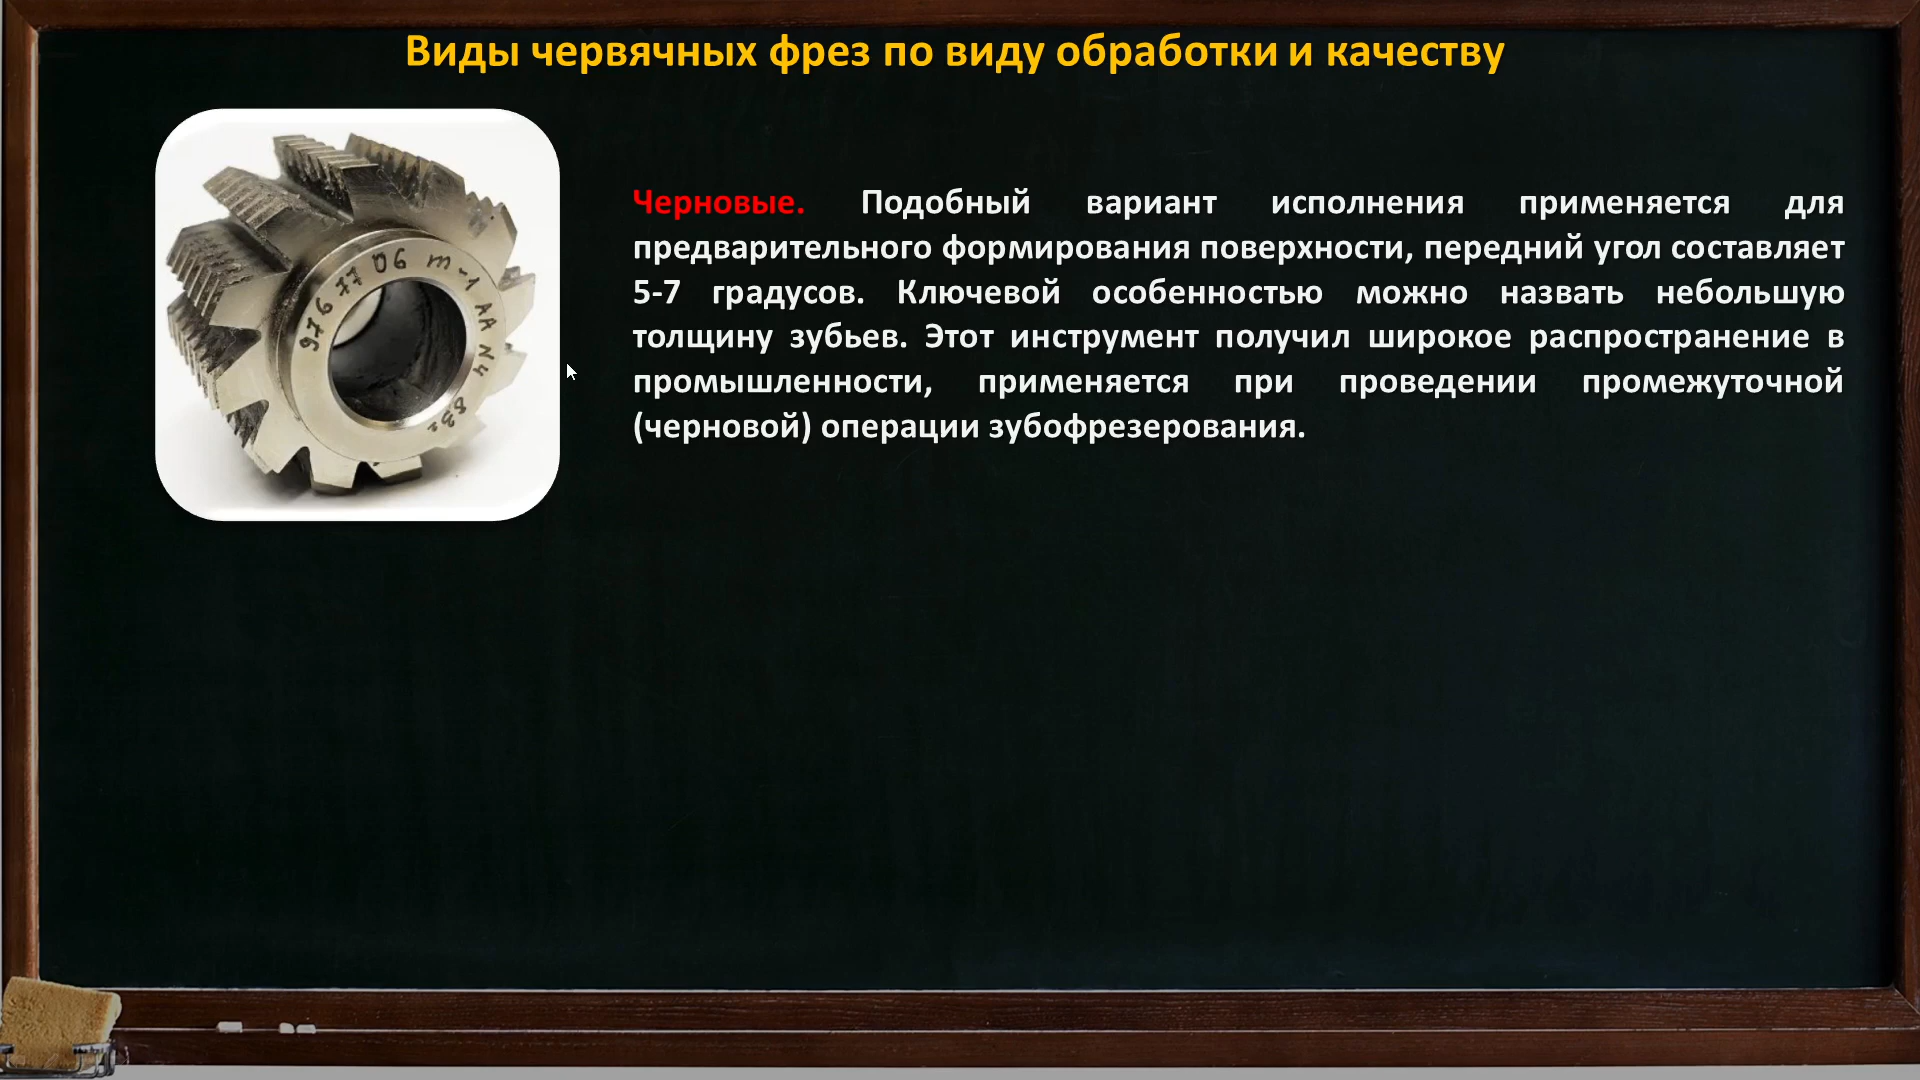 Виды червячных фрез по виду обработки и качеству
Черновые. Подобный вариант исполнения применяется для
предварительного формирования поверхности, передний угол составляет
5-7 градусов. Ключевой особенностью можно назвать небольшую
толщину зубьев. Этот инструмент получил широкое распространение в
промышленности, применяется при проведении промежуточной
(черновой) операции зубофрезерования.